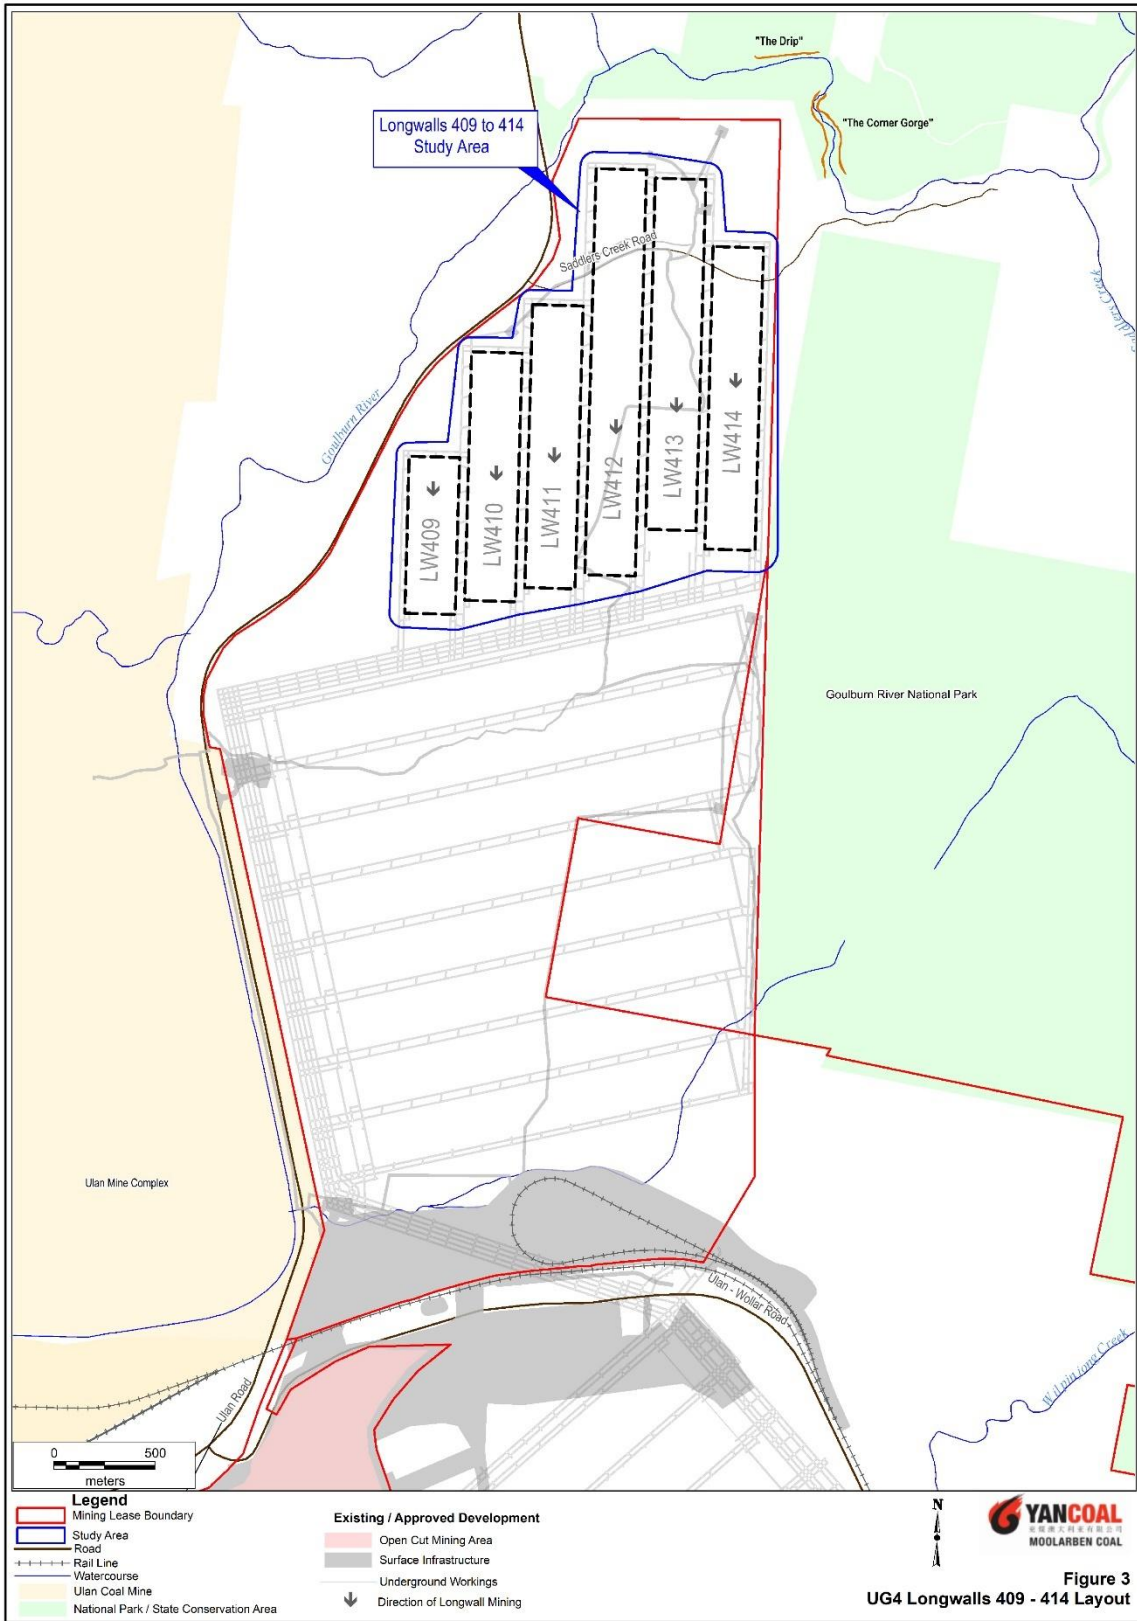 "The Drip"
"The Corner Gorge"
Longwalls 409 to 414
Study Area
Saddlers Creek Road
Saddlers Creek
Goulburn River
LW409
LW410
LW411
LW412
LW413
LW414
Goulburn River National Park
Ulan Mine Complex
Ulan - Wollar Road
Ulan Road
Wilpinjong Creek
0 500
meters
Legend
Mining Lease Boundary
Study Area
Road
Rail Line
Watercourse
Ulan Coal Mine
National Park / State Conservation Area
Existing / Approved Development
Open Cut Mining Area
Surface Infrastructure
Underground Workings
Direction of Longwall Mining
N
YANCOAL
MOOLARBEN COAL
Figure 3
UG4 Longwalls 409 - 414 Layout